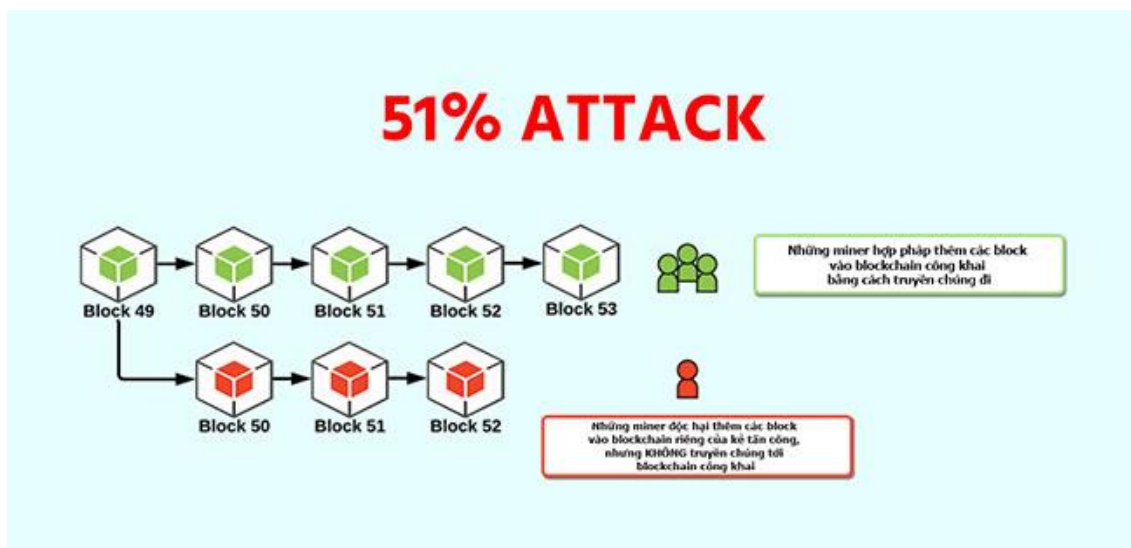 51% ATTACK
Block 49
Block 50
Block 51
Block 52
Block 53
Những miner hợp pháp thêm các block
vào blockchain công khai
bằng cách truyền chúng đi
Block 50
Block 51
Block 52
Những miner độc hại thêm các block
vào blockchain riêng của kẻ tấn công,
nhưng KHÔNG truyền chúng tới
blockchain công khai